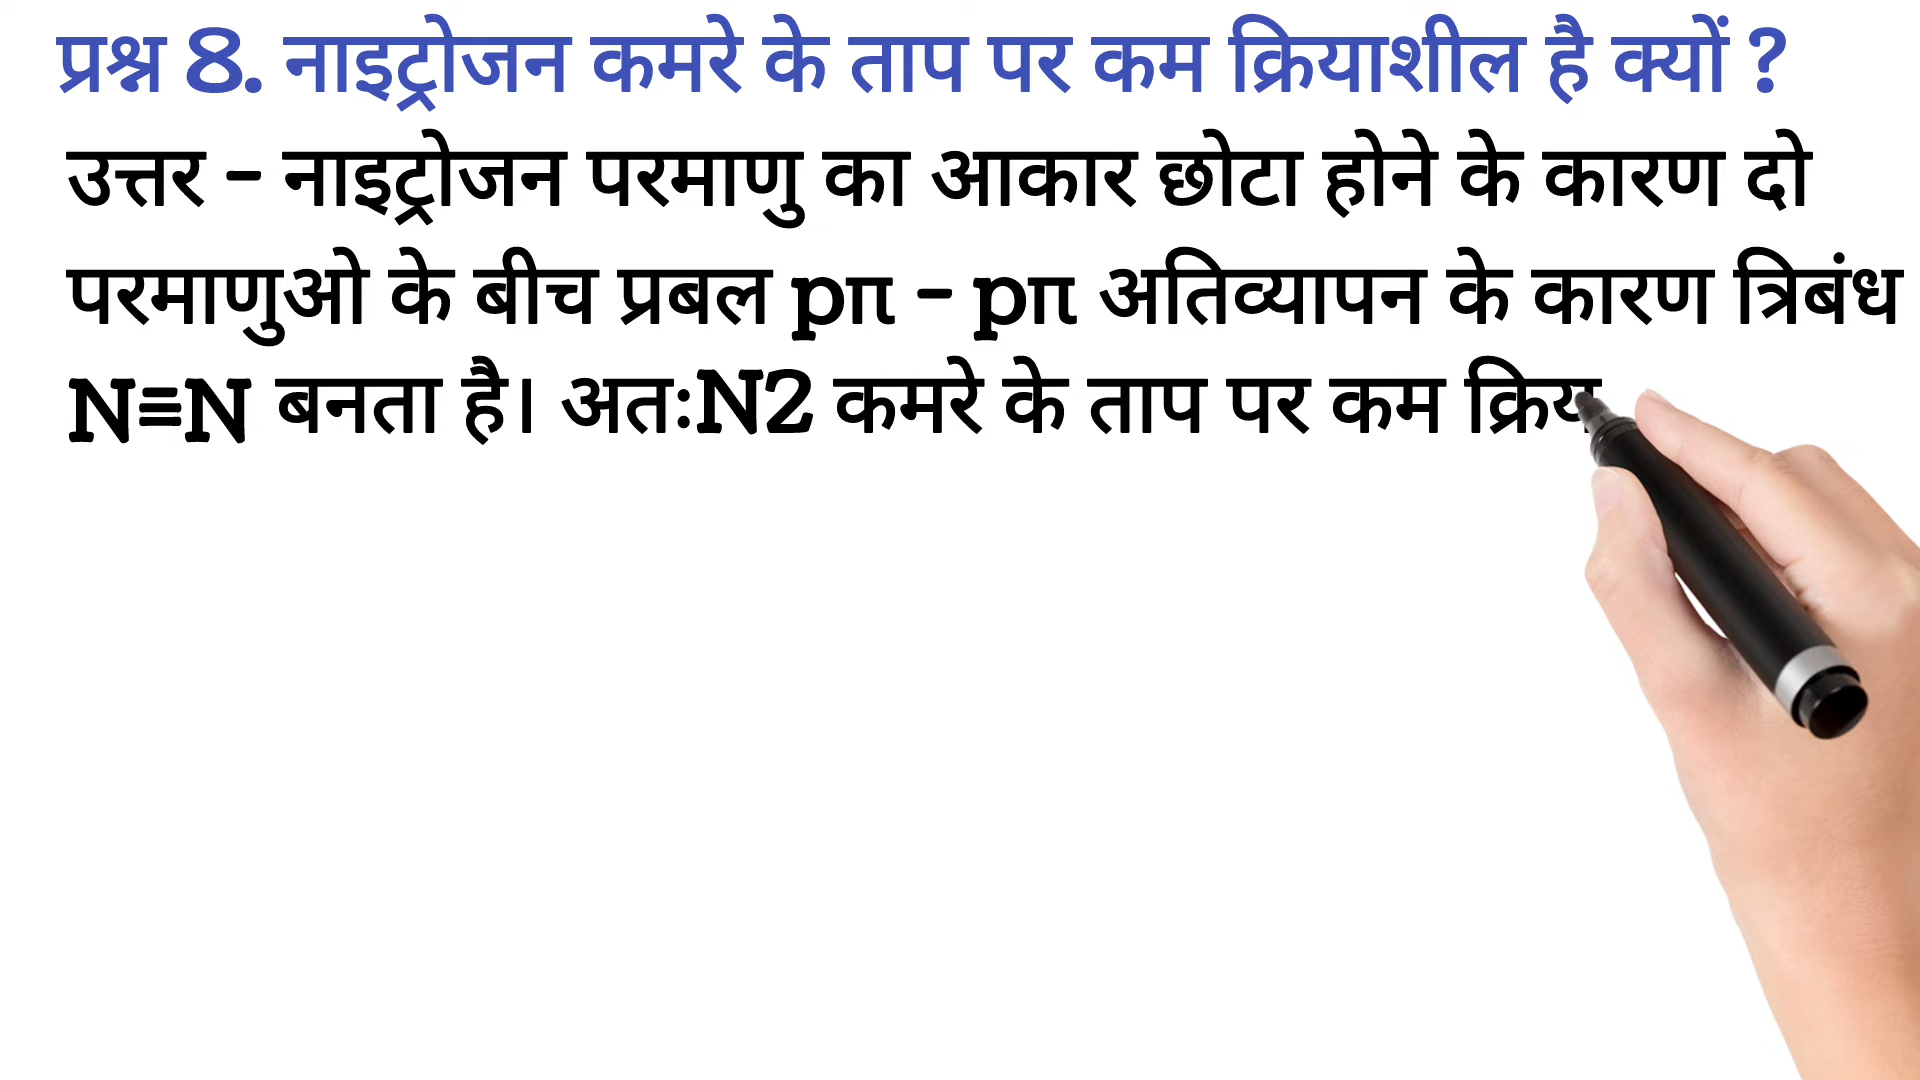 प्रश्न 8. नाइट्रोजन कमरे के ताप पर कम क्रियाशील है क्यों ?
उत्तर - नाइट्रोजन परमाणु का आकार छोटा होने के कारण दो
परमाणुओ के बीच प्रबल pπ - pπ अतिव्यापन के कारण त्रिबंध
N≡N बनता है। अतः N2 कमरे के ताप पर कम क्रिय